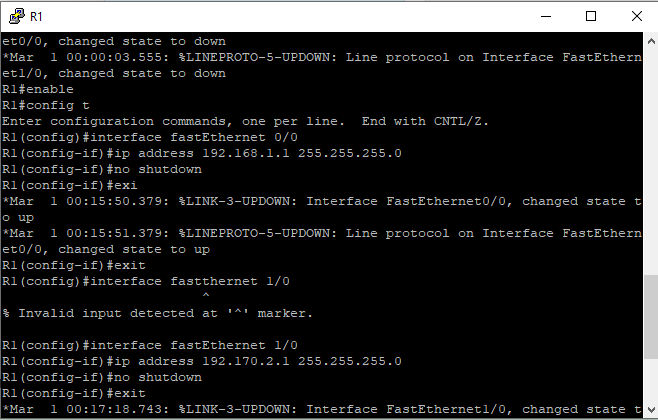 R1
et0/0, changed state to down
*Mar  1 00:00:03.555: %LINEPROTO-5-UPDOWN: Line protocol on Interface FastEthern
et1/0, changed state to down
R1#enable
R1#config t
Enter configuration commands, one per line.  End with CNTL/Z.
R1(config)#interface fastEthernet 0/0
R1(config-if)#ip address 192.168.1.1 255.255.255.0
R1(config-if)#no shutdown
R1(config-if)#exi
*Mar  1 00:15:50.379: %LINK-3-UPDOWN: Interface FastEthernet0/0, changed state t
o up
*Mar  1 00:15:51.379: %LINEPROTO-5-UPDOWN: Line protocol on Interface FastEthern
et0/0, changed state to up
R1(config-if)#exit
R1(config)#interface fastthernet 1/0
                         ^
% Invalid input detected at '^' marker.

R1(config)#interface fastEthernet 1/0
R1(config-if)#ip address 192.170.2.1 255.255.255.0
R1(config-if)#no shutdown
R1(config-if)#exit
*Mar  1 00:17:18.743: %LINK-3-UPDOWN: Interface FastEthernet1/0, changed state t